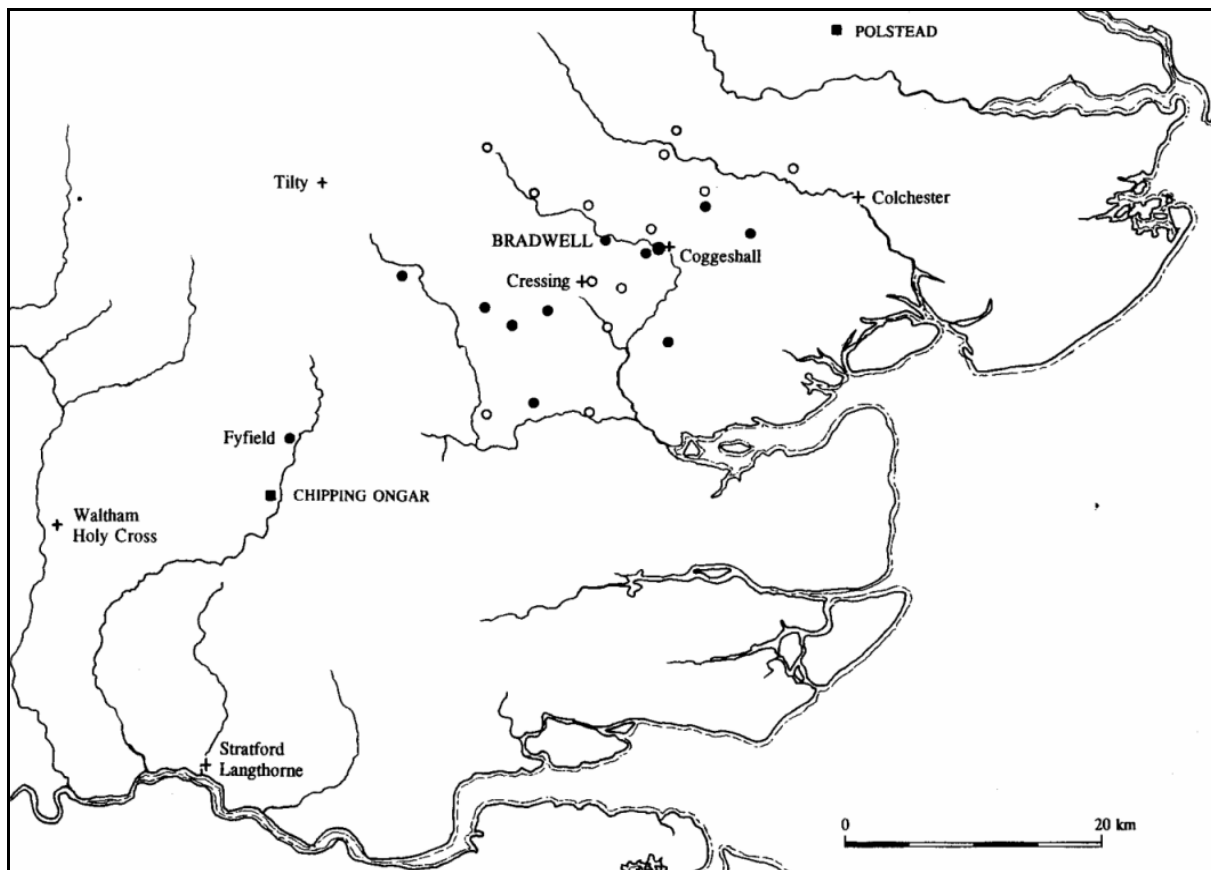 POLSTEAD
Tilty
Colchester
BRADWELL
Coggeshall
Cressing
Fyfield
CHIPPING ONGAR
Waltham
Holy Cross
Stratford
Langthorne
0
20 km